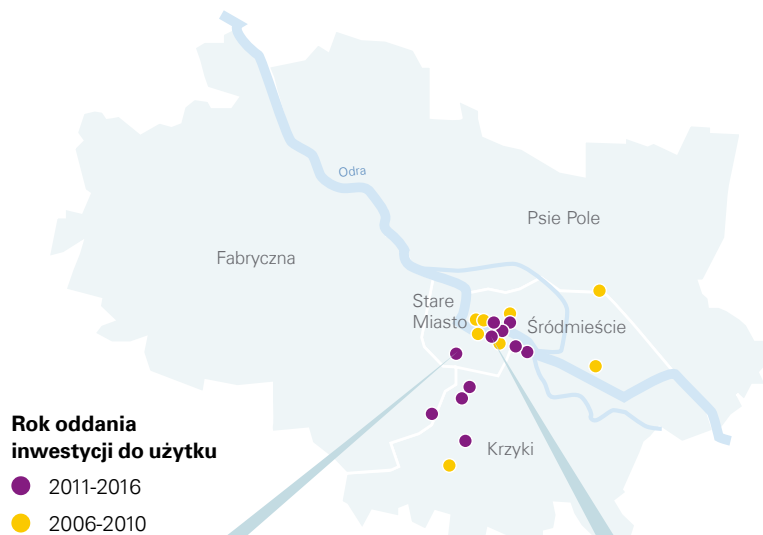 Odra
Psie Pole
Fabryczna
Stare
Miasto
Śródmieście
Krzyki
Rok oddania
inwestycji do użytku
2011-2016
2006-2010